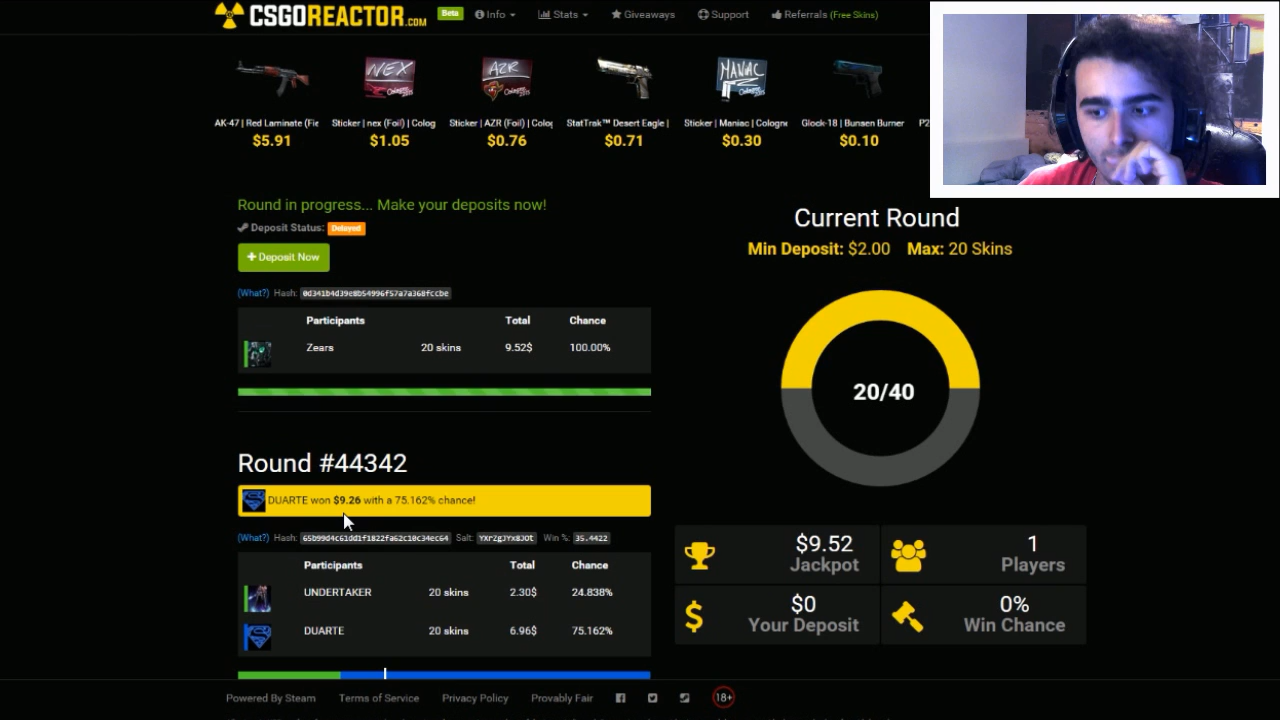 CSGOREACTOR.COM Beta Info Stats Giveaways Support Referrals (Free Skins)
NEX AZR MANIAC
AK-47 | Red Laminate (Fie Sticker | nex (Foil) | Colog Sticker | AZR (Foil) | Colo StatTrak™ Desert Eagle | Sticker | Maniac | Cologne Glock-18 | Bunsen Burner P2
$5.91 $1.05 $0.76 $0.71 $0.30 $0.10
Round in progress... Make your deposits now!
Deposit Status: Delayed
+ Deposit Now
(What?) Hash:
Participants Total Chance
Zears 20 skins 9.52$ 100.00%
Round #44342
DUARTE won $9.26 with a 75.162% chance!
(What?) Hash: 65b99d4c61dd1f1822fa62c10c34ec64 Salt: Win %: 35.4422
Participants Total Chance
UNDERTAKER 20 skins 2.30$ 24.838%
DUARTE 20 skins 6.96$ 75.162%
Current Round
Min Deposit: $2.00 Max: 20 Skins
20/40
$9.52
Jackpot
1
Players
$0
Your Deposit
0%
Win Chance
Powered By Steam Terms of Service Privacy Policy Provably Fair 18+